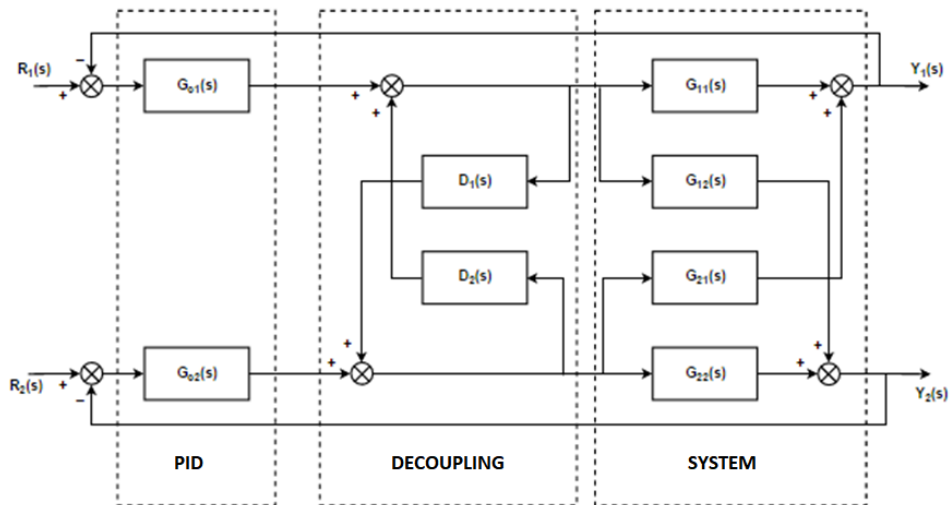 R₁(s)
−
+
G₀₁(s)
+
+
G₁₁(s)
+
+
Y₁(s)
D₁(s)
G₁₂(s)
D₂(s)
G₂₁(s)
+
+
+
+
R₂(s)
+
−
G₀₂(s)
G₂₂(s)
Y₂(s)
PID
DECOUPLING
SYSTEM